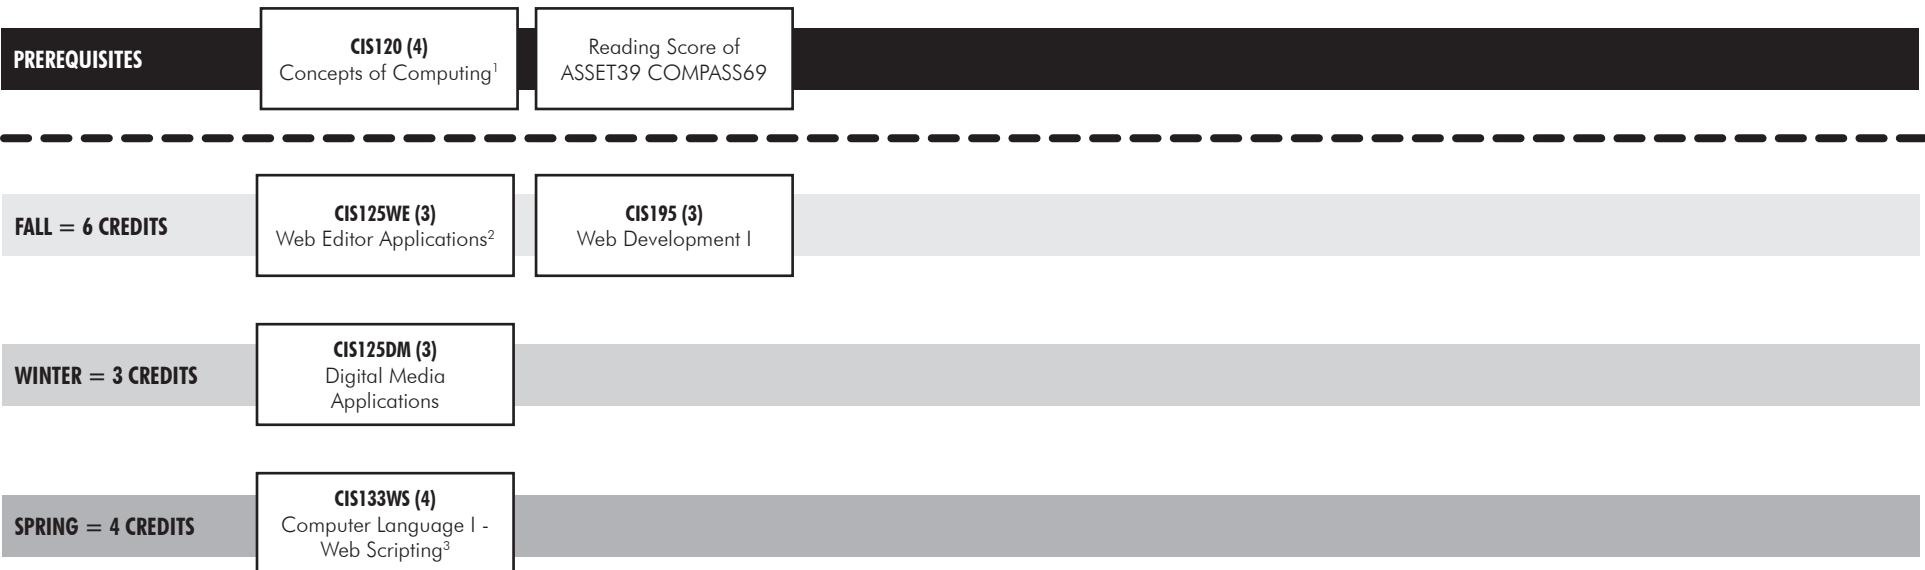 PREREQUISITES
CIS120 (4)
Concepts of Computing¹
Reading Score of
ASSET39 COMPASS69
FALL = 6 CREDITS
CIS125WE (3)
Web Editor Applications²
CIS195 (3)
Web Development I
WINTER = 3 CREDITS
CIS125DM (3)
Digital Media
Applications
SPRING = 4 CREDITS
CIS133WS (4)
Computer Language I -
Web Scripting³